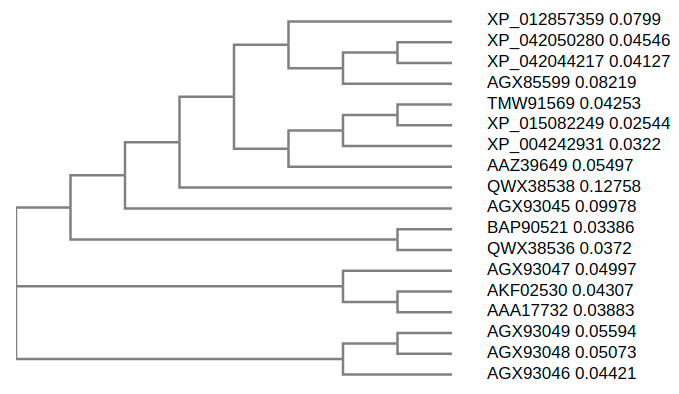 XP_012857359 0.0799
XP_042050280 0.04546
XP_042044217 0.04127
AGX85599 0.08219
TMW91569 0.04253
XP_015082249 0.02544
XP_004242931 0.0322
AAZ39649 0.05497
QWX38538 0.12758
AGX93045 0.09978
BAP90521 0.03386
QWX38536 0.0372
AGX93047 0.04997
AKF02530 0.04307
AAA17732 0.03883
AGX93049 0.05594
AGX93048 0.05073
AGX93046 0.04421